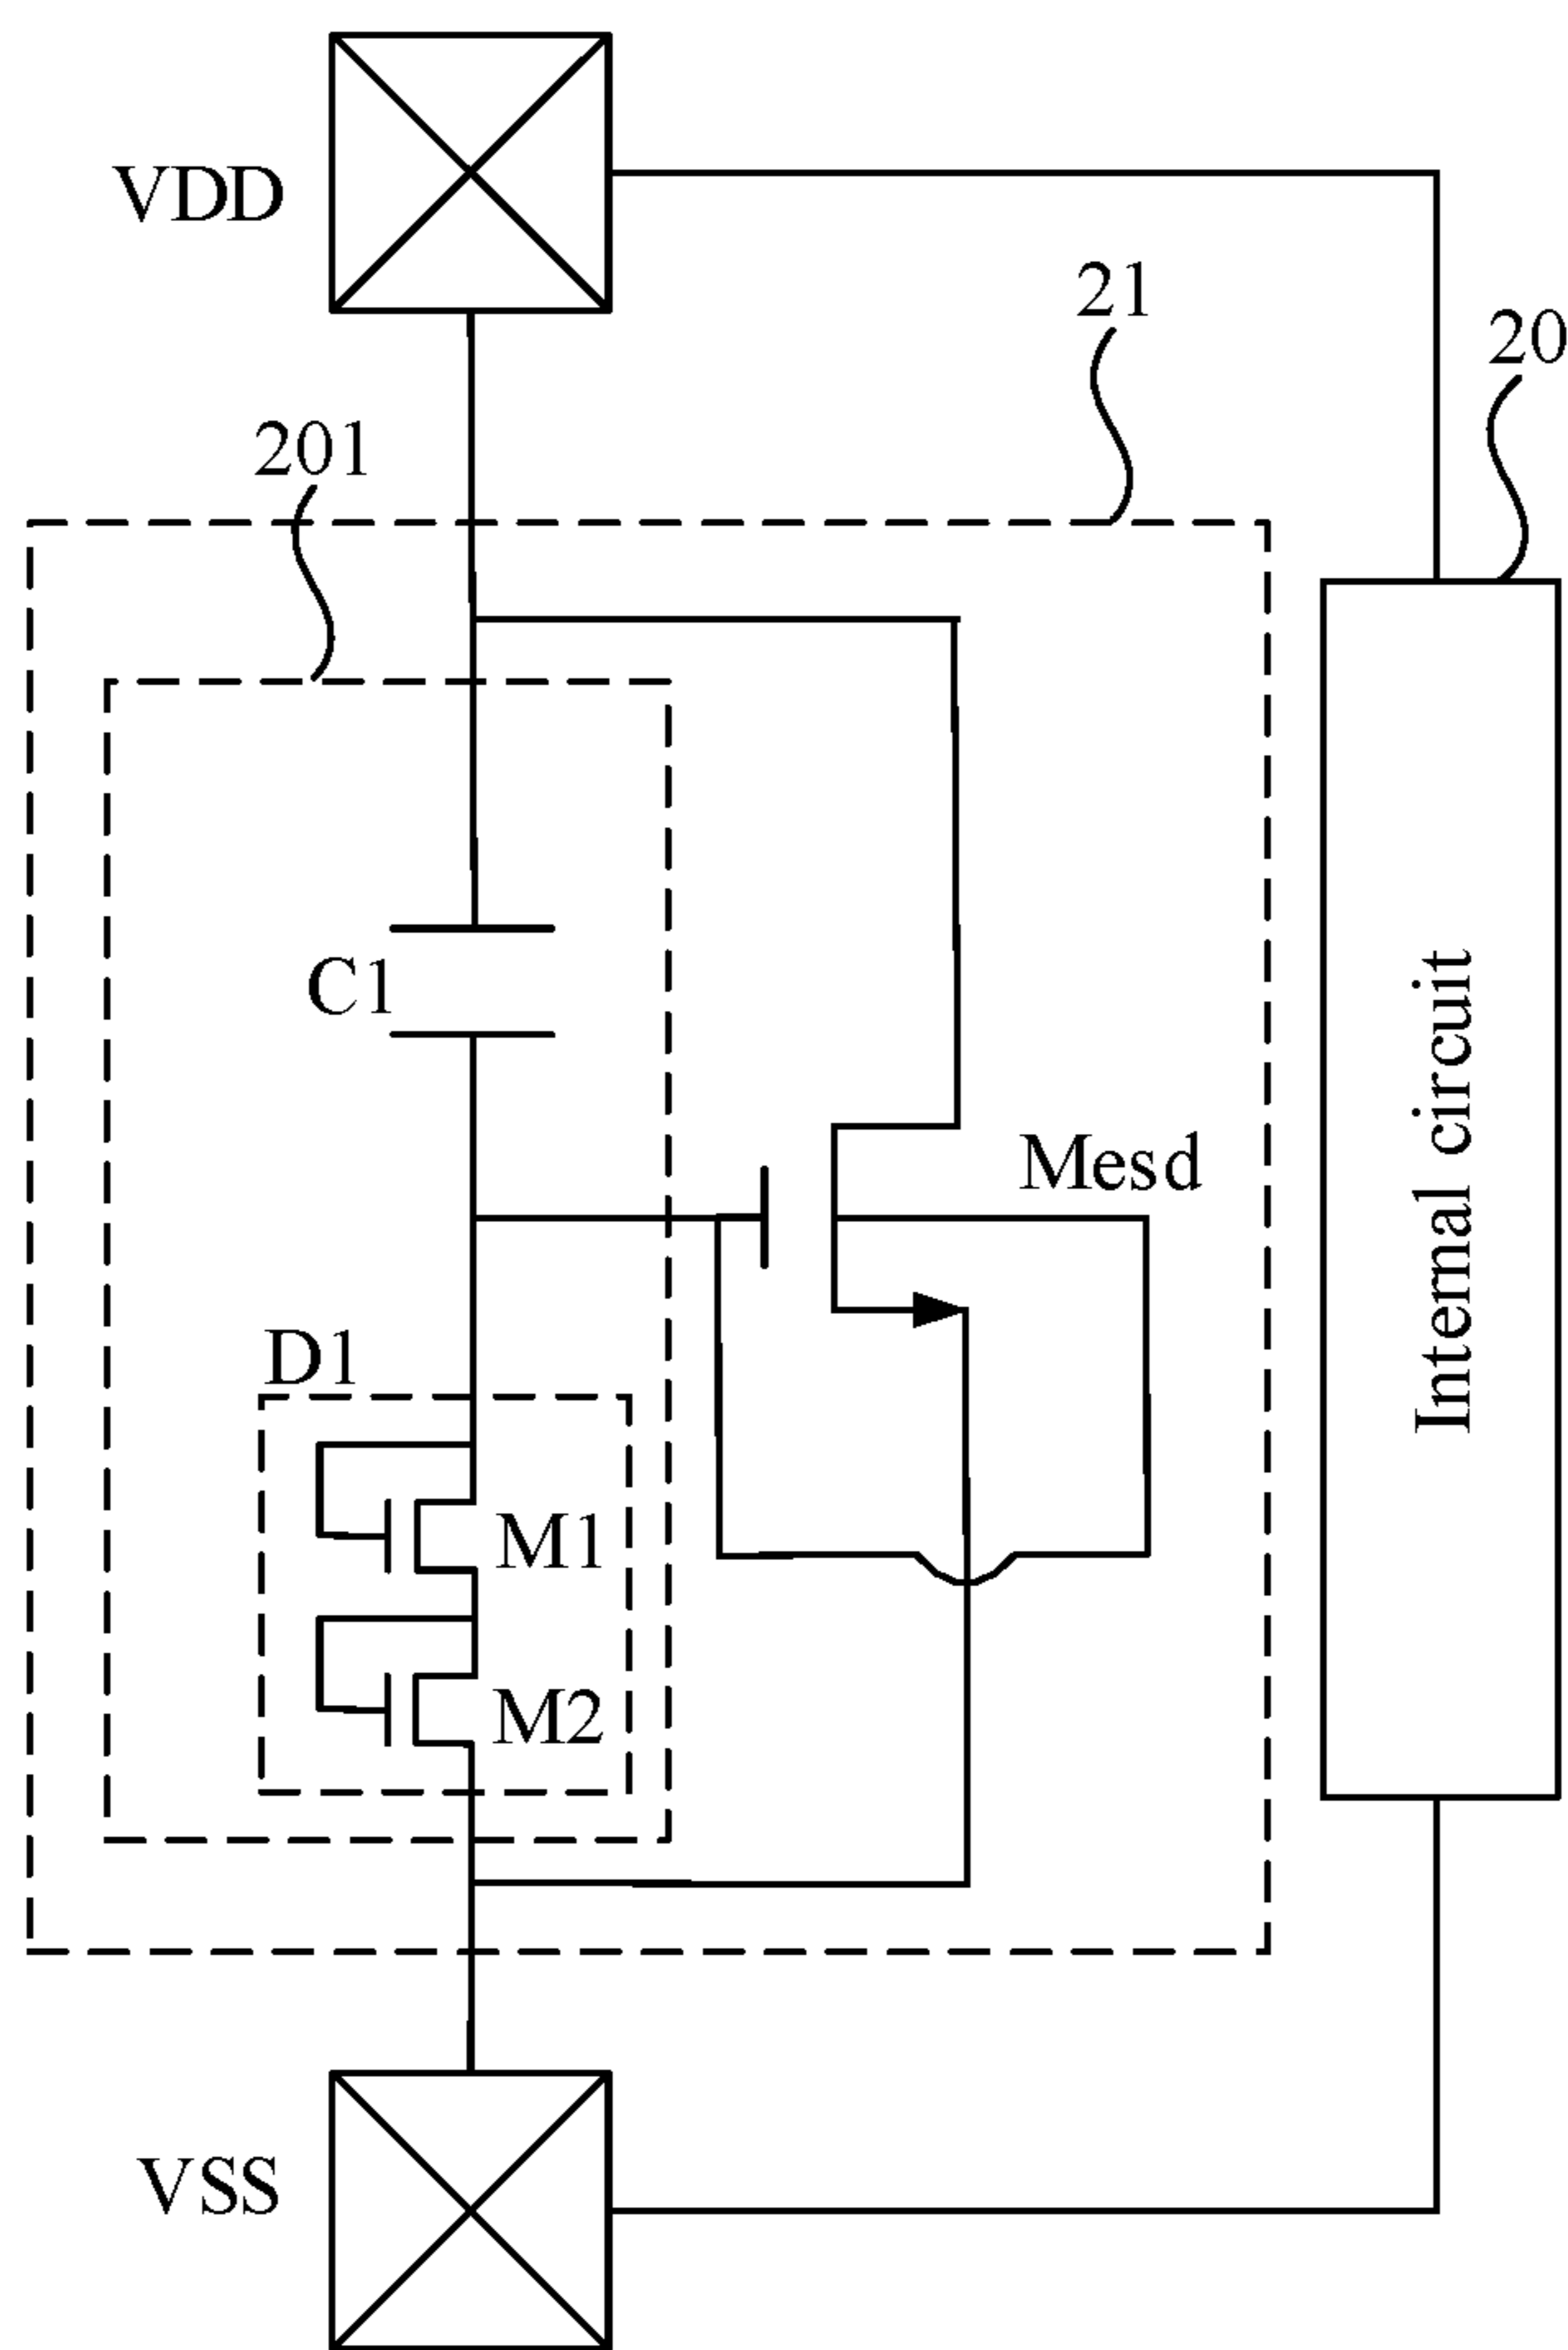 VDD
21
20
201
C1
Mesd
Internal circuit
D1
M1
M2
VSS